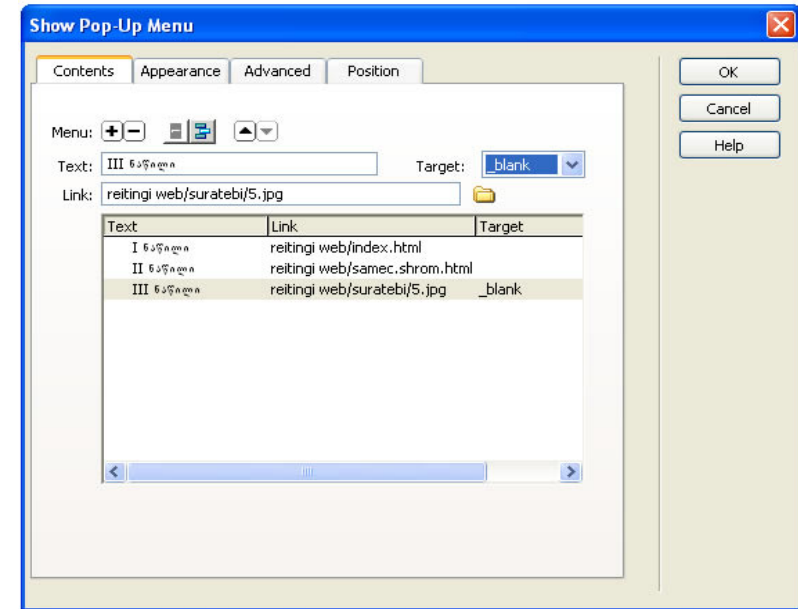 Show Pop-Up Menu
Contents Appearance Advanced Position
OK
Cancel
Help
Menu:
Text: III ნაწილი Target: _blank
Link: reitingi web/suratebi/5.jpg
Text Link Target
I ნაწილი reitingi web/index.html
II ნაწილი reitingi web/samec.shrom.html
III ნაწილი reitingi web/suratebi/5.jpg _blank